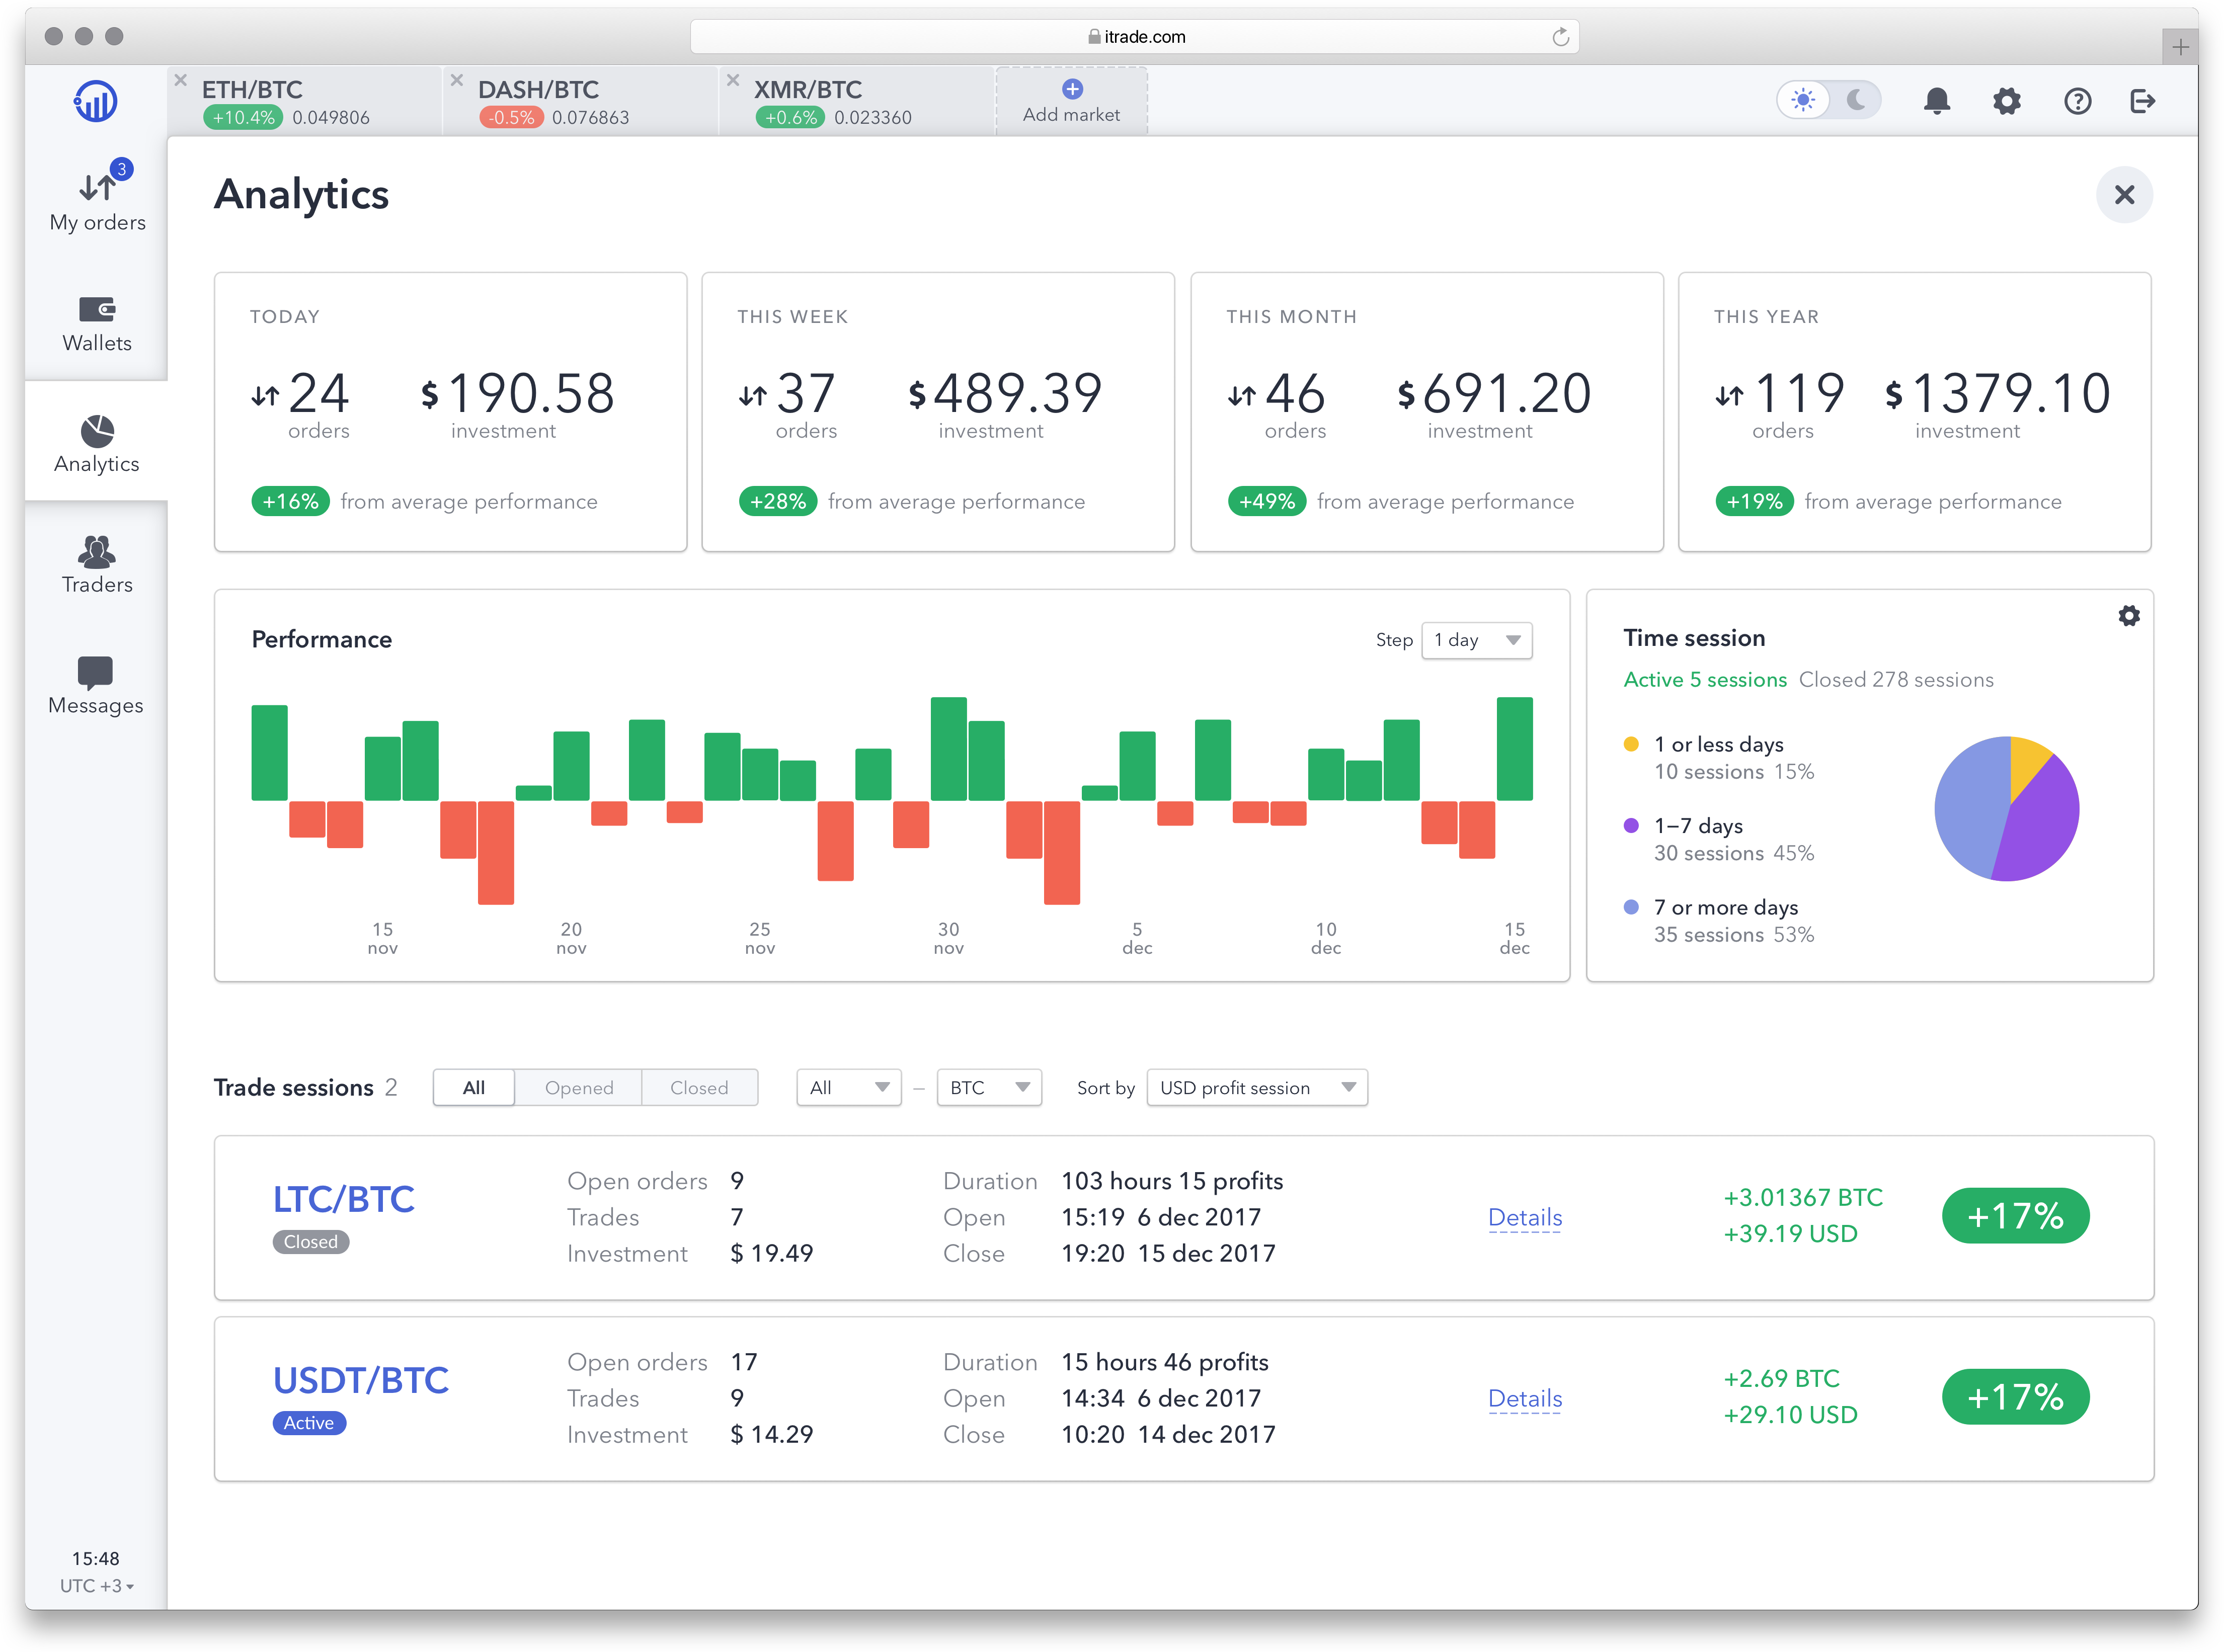 itrade.com
ETH/BTC
+10.4% 0.049806
DASH/BTC
-0.5% 0.076863
XMR/BTC
+0.6% 0.023360
Add market
3
My orders
Wallets
Analytics
Traders
Messages
15:48
UTC +3
Analytics
TODAY
24 $190.58
orders investment
+16% from average performance
THIS WEEK
37 $489.39
orders investment
+28% from average performance
THIS MONTH
46 $691.20
orders investment
+49% from average performance
THIS YEAR
119 $1379.10
orders investment
+19% from average performance
Performance
Step 1 day
15 20 25 30 5 10 15
nov nov nov nov dec dec dec
Time session
Active 5 sessions Closed 278 sessions
1 or less days
10 sessions 15%
1–7 days
30 sessions 45%
7 or more days
35 sessions 53%
Trade sessions 2 All Opened Closed All – BTC Sort by USD profit session
LTC/BTC
Closed
Open orders 9
Trades 7
Investment $ 19.49
Duration 103 hours 15 profits
Open 15:19 6 dec 2017
Close 19:20 15 dec 2017
Details
+3.01367 BTC
+39.19 USD
+17%
USDT/BTC
Active
Open orders 17
Trades 9
Investment $ 14.29
Duration 15 hours 46 profits
Open 14:34 6 dec 2017
Close 10:20 14 dec 2017
Details
+2.69 BTC
+29.10 USD
+17%